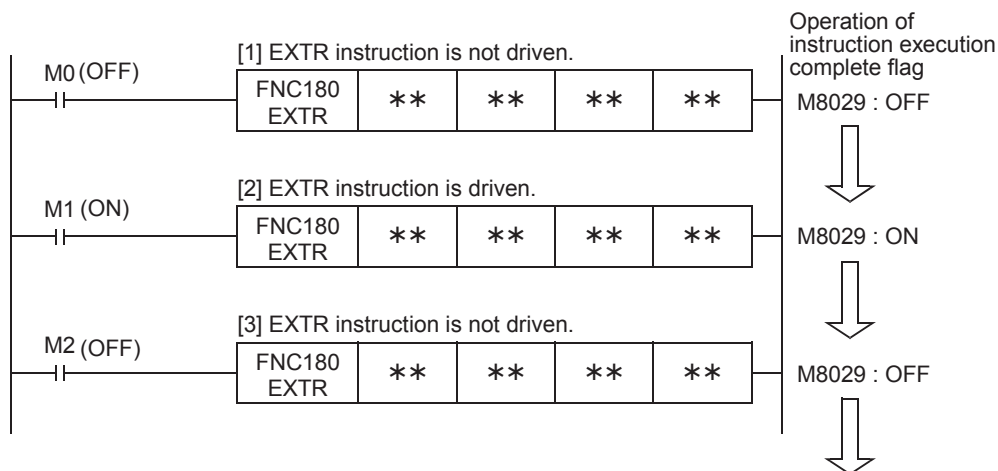 Operation of
instruction execution
complete flag
[1] EXTR instruction is not driven.
M0 (OFF)
FNC180
EXTR
** ** ** **
M8029 : OFF
[2] EXTR instruction is driven.
M1 (ON)
FNC180
EXTR
** ** ** **
M8029 : ON
[3] EXTR instruction is not driven.
M2 (OFF)
FNC180
EXTR
** ** ** **
M8029 : OFF